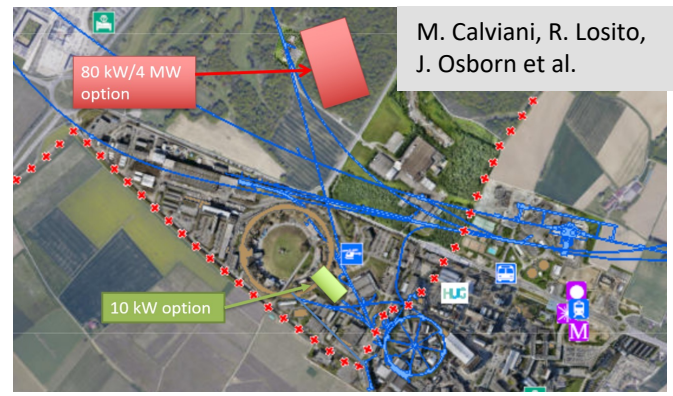 M. Calviani, R. Losito,
J. Osborn et al.
80 kW/4 MW
option
10 kW option
HUG
M